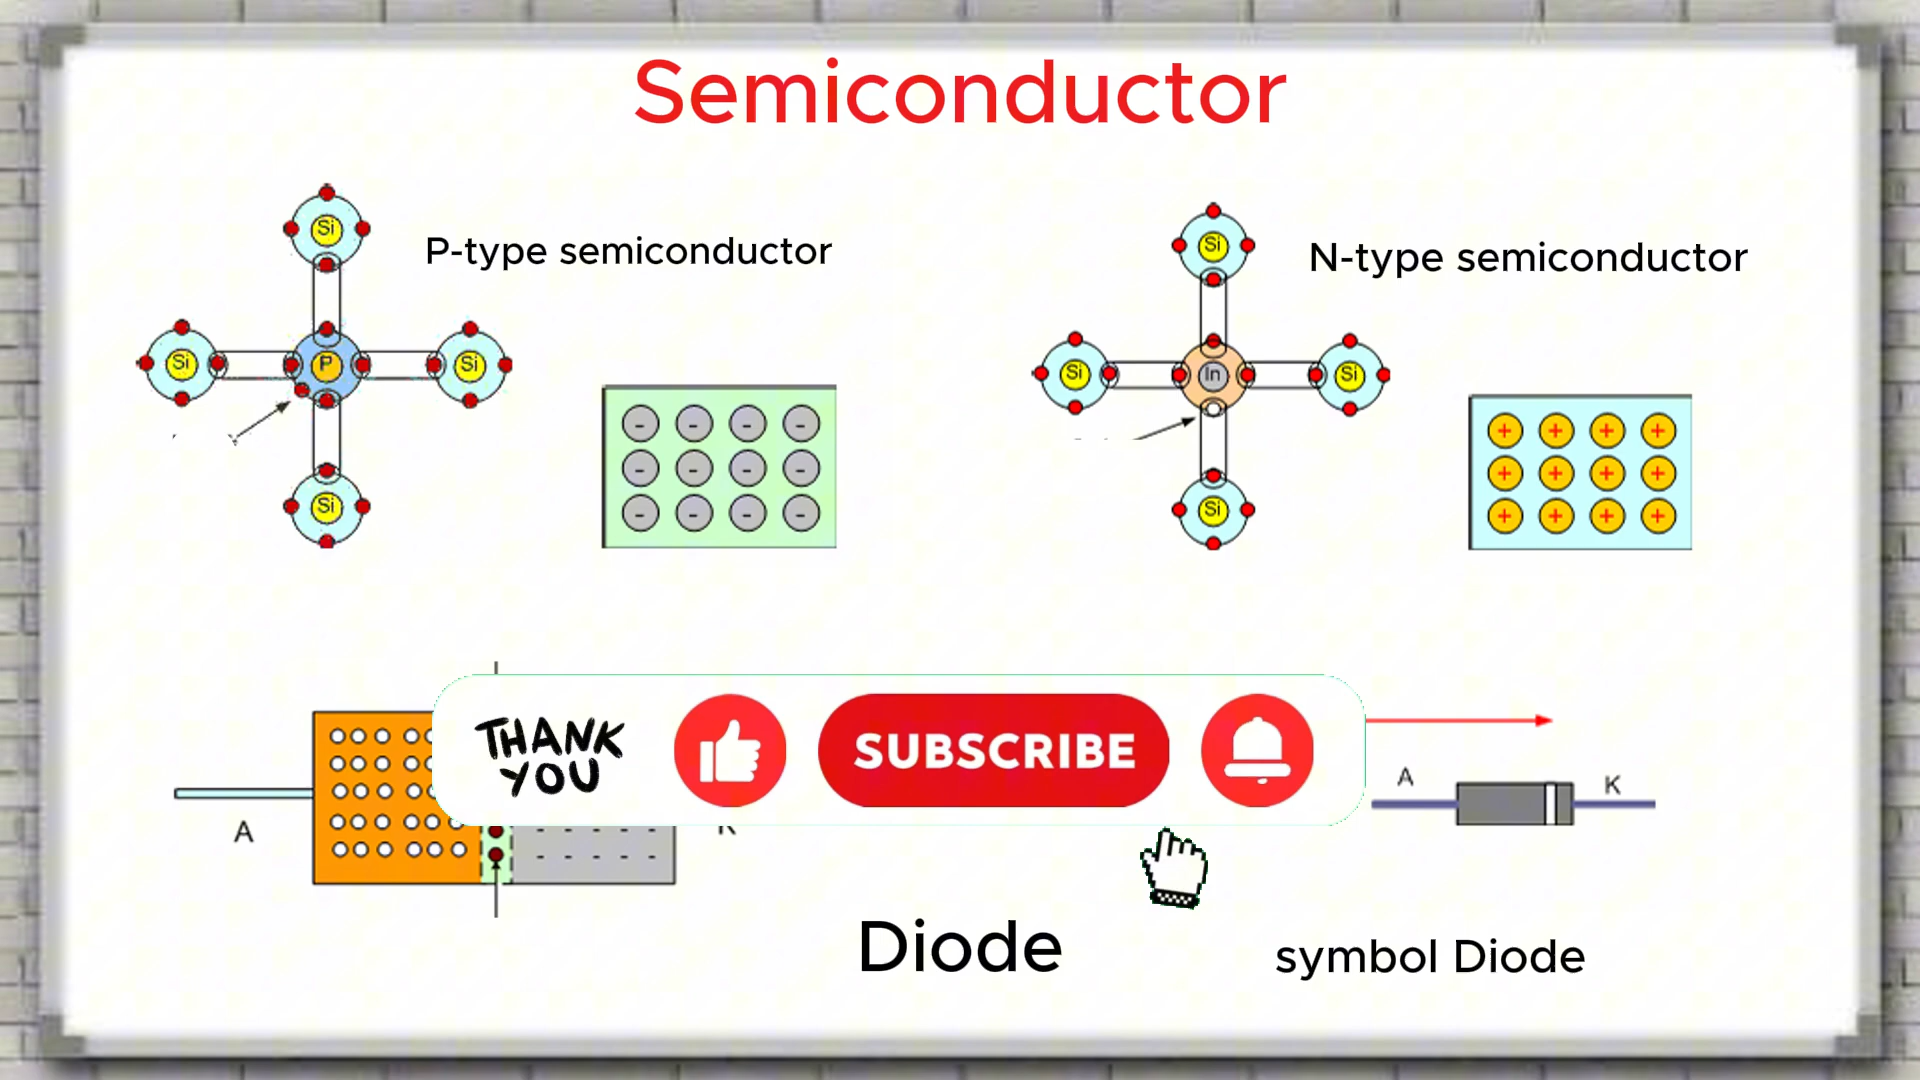 Semiconductor
Si
P-type semiconductor
Si
N-type semiconductor
Si
P
Si
Si
In
Si
- - - -
- - - -
- - - -
+ + + +
+ + + +
+ + + +
Si
Si
THANK
YOU
SUBSCRIBE
A
K
A
- - - - -
- - - - -
Diode
symbol Diode